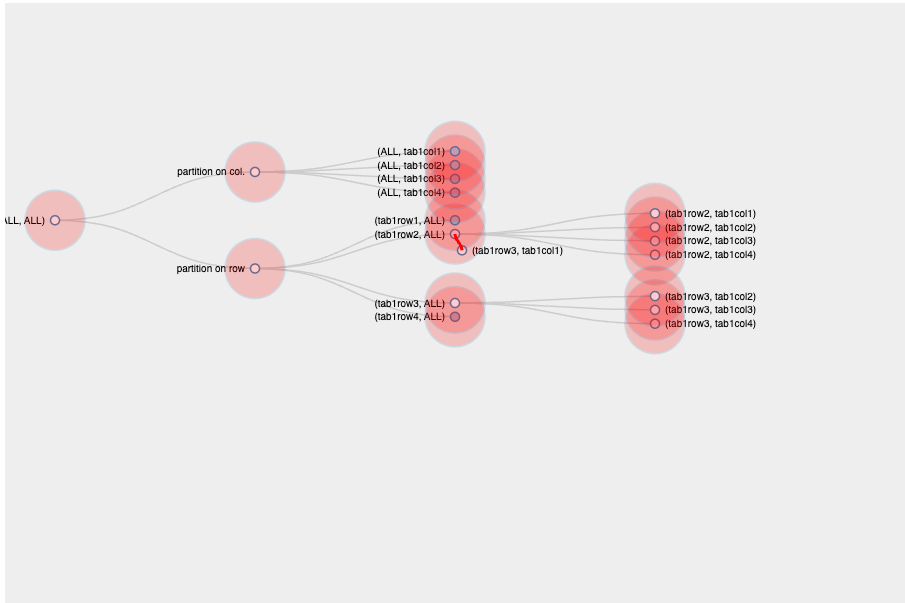 ALL, ALL)
partition on col.
partition on row
(ALL, tab1col1)
(ALL, tab1col2)
(ALL, tab1col3)
(ALL, tab1col4)
(tab1row1, ALL)
(tab1row2, ALL)
(tab1row3, tab1col1)
(tab1row3, ALL)
(tab1row4, ALL)
(tab1row2, tab1col1)
(tab1row2, tab1col2)
(tab1row2, tab1col3)
(tab1row2, tab1col4)
(tab1row3, tab1col2)
(tab1row3, tab1col3)
(tab1row3, tab1col4)